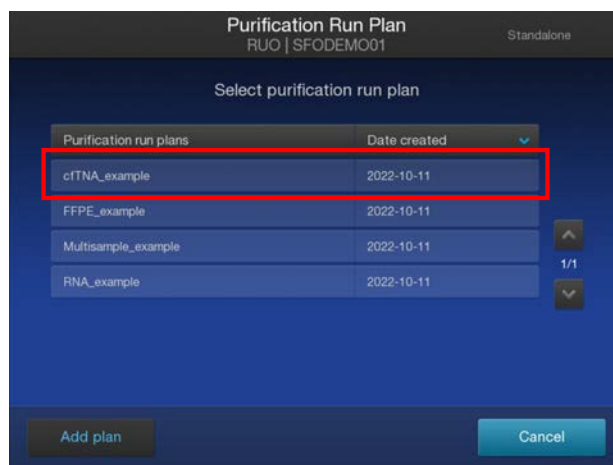 Purification Run Plan
RUO | SFODEMO01
Standalone
Select purification run plan
Purification run plans Date created
cfTNA_example 2022-10-11
FFPE_example 2022-10-11
Multisample_example 2022-10-11
RNA_example 2022-10-11
1/1
Add plan Cancel